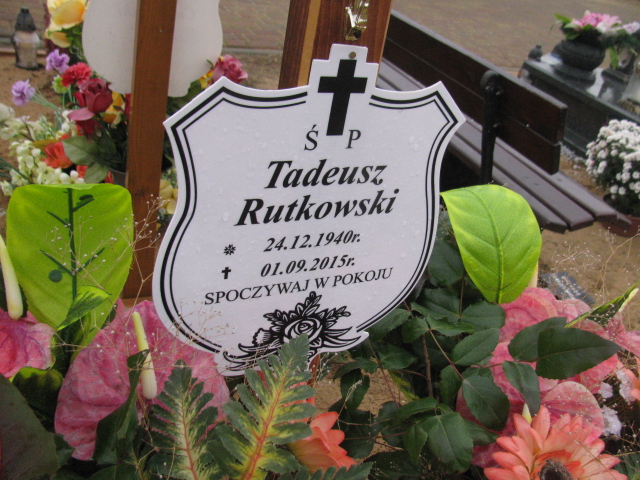 Ś P
Tadeusz
Rutkowski
24.12.1940r.
01.09.2015r.
SPOCZYWAJ W POKOJU